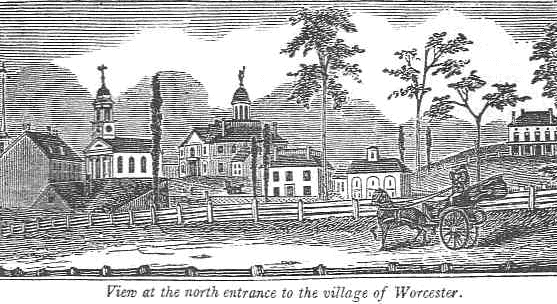 View at the north entrance to the village of Worcester.